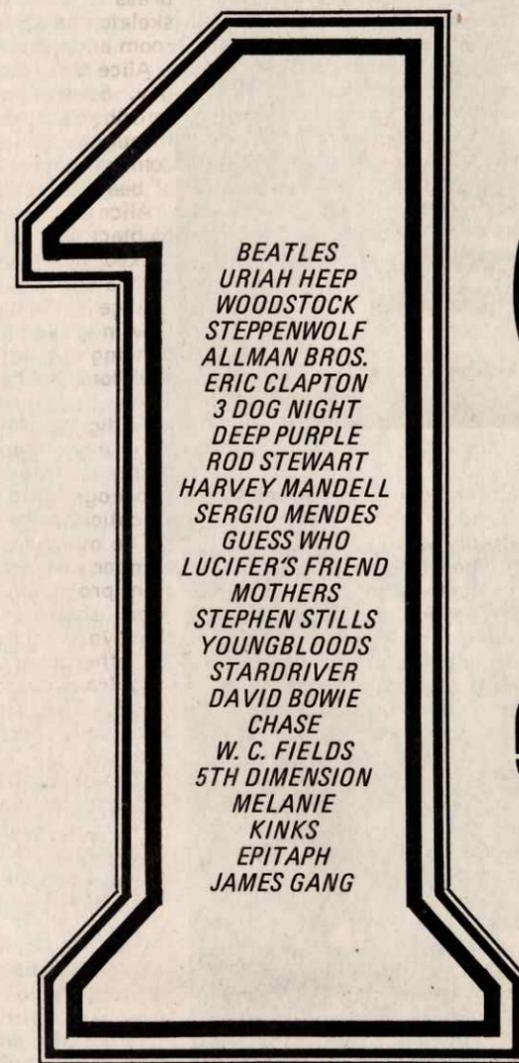 1
BEATLES
URIAH HEEP
WOODSTOCK
STEPPENWOLF
ALLMAN BROS.
ERIC CLAPTON
3 DOG NIGHT
DEEP PURPLE
ROD STEWART
HARVEY MANDELL
SERGIO MENDES
GUESS WHO
LUCIFER'S FRIEND
MOTHERS
STEPHEN STILLS
YOUNGBLOODS
STARDRIVER
DAVID BOWIE
CHASE
W. C. FIELDS
5TH DIMENSION
MELANIE
KINKS
EPITAPH
JAMES GANG